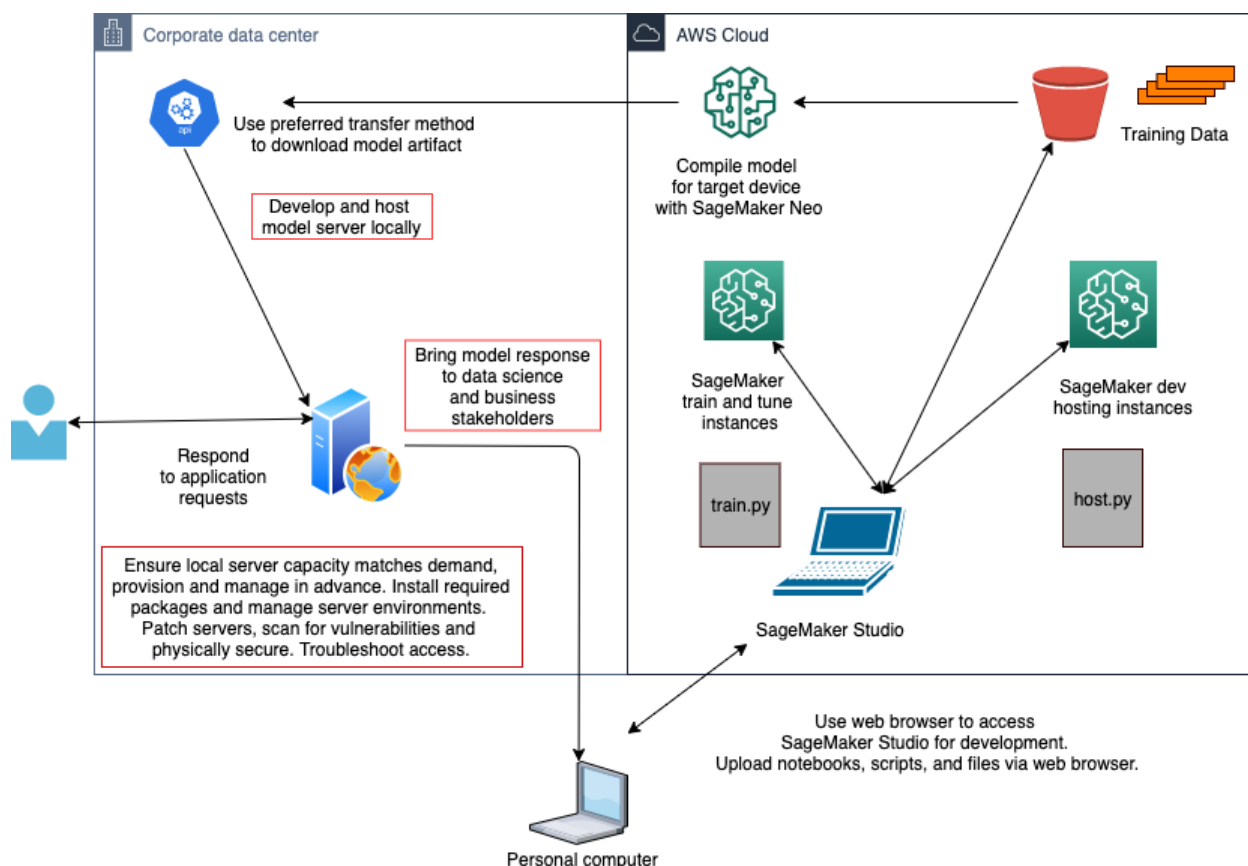 Corporate data center
AWS Cloud
api
Use preferred transfer method
to download model artifact
Compile model
for target device
with SageMaker Neo
Training Data
Develop and host
model server locally
Bring model response
to data science
and business
stakeholders
SageMaker
train and tune
instances
SageMaker dev
hosting instances
Respond
to application
requests
train.py
host.py
Ensure local server capacity matches demand,
provision and manage in advance. Install required
packages and manage server environments.
Patch servers, scan for vulnerabilities and
physically secure. Troubleshoot access.
SageMaker Studio
Use web browser to access
SageMaker Studio for development.
Upload notebooks, scripts, and files via web browser.
Personal computer